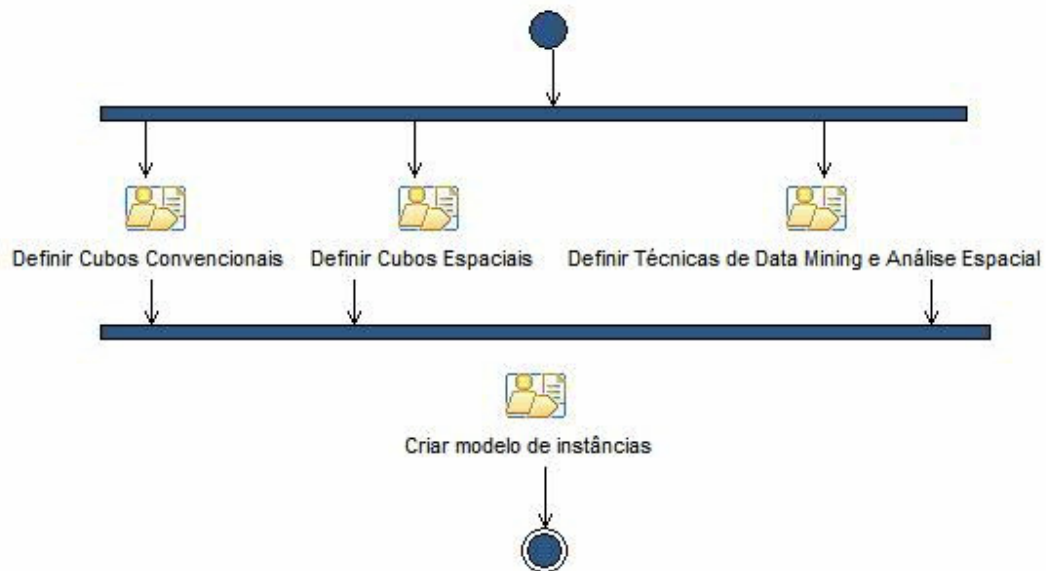 Definir Cubos Convencionais
Definir Cubos Espaciais
Definir Técnicas de Data Mining e Análise Espacial
Criar modelo de instâncias